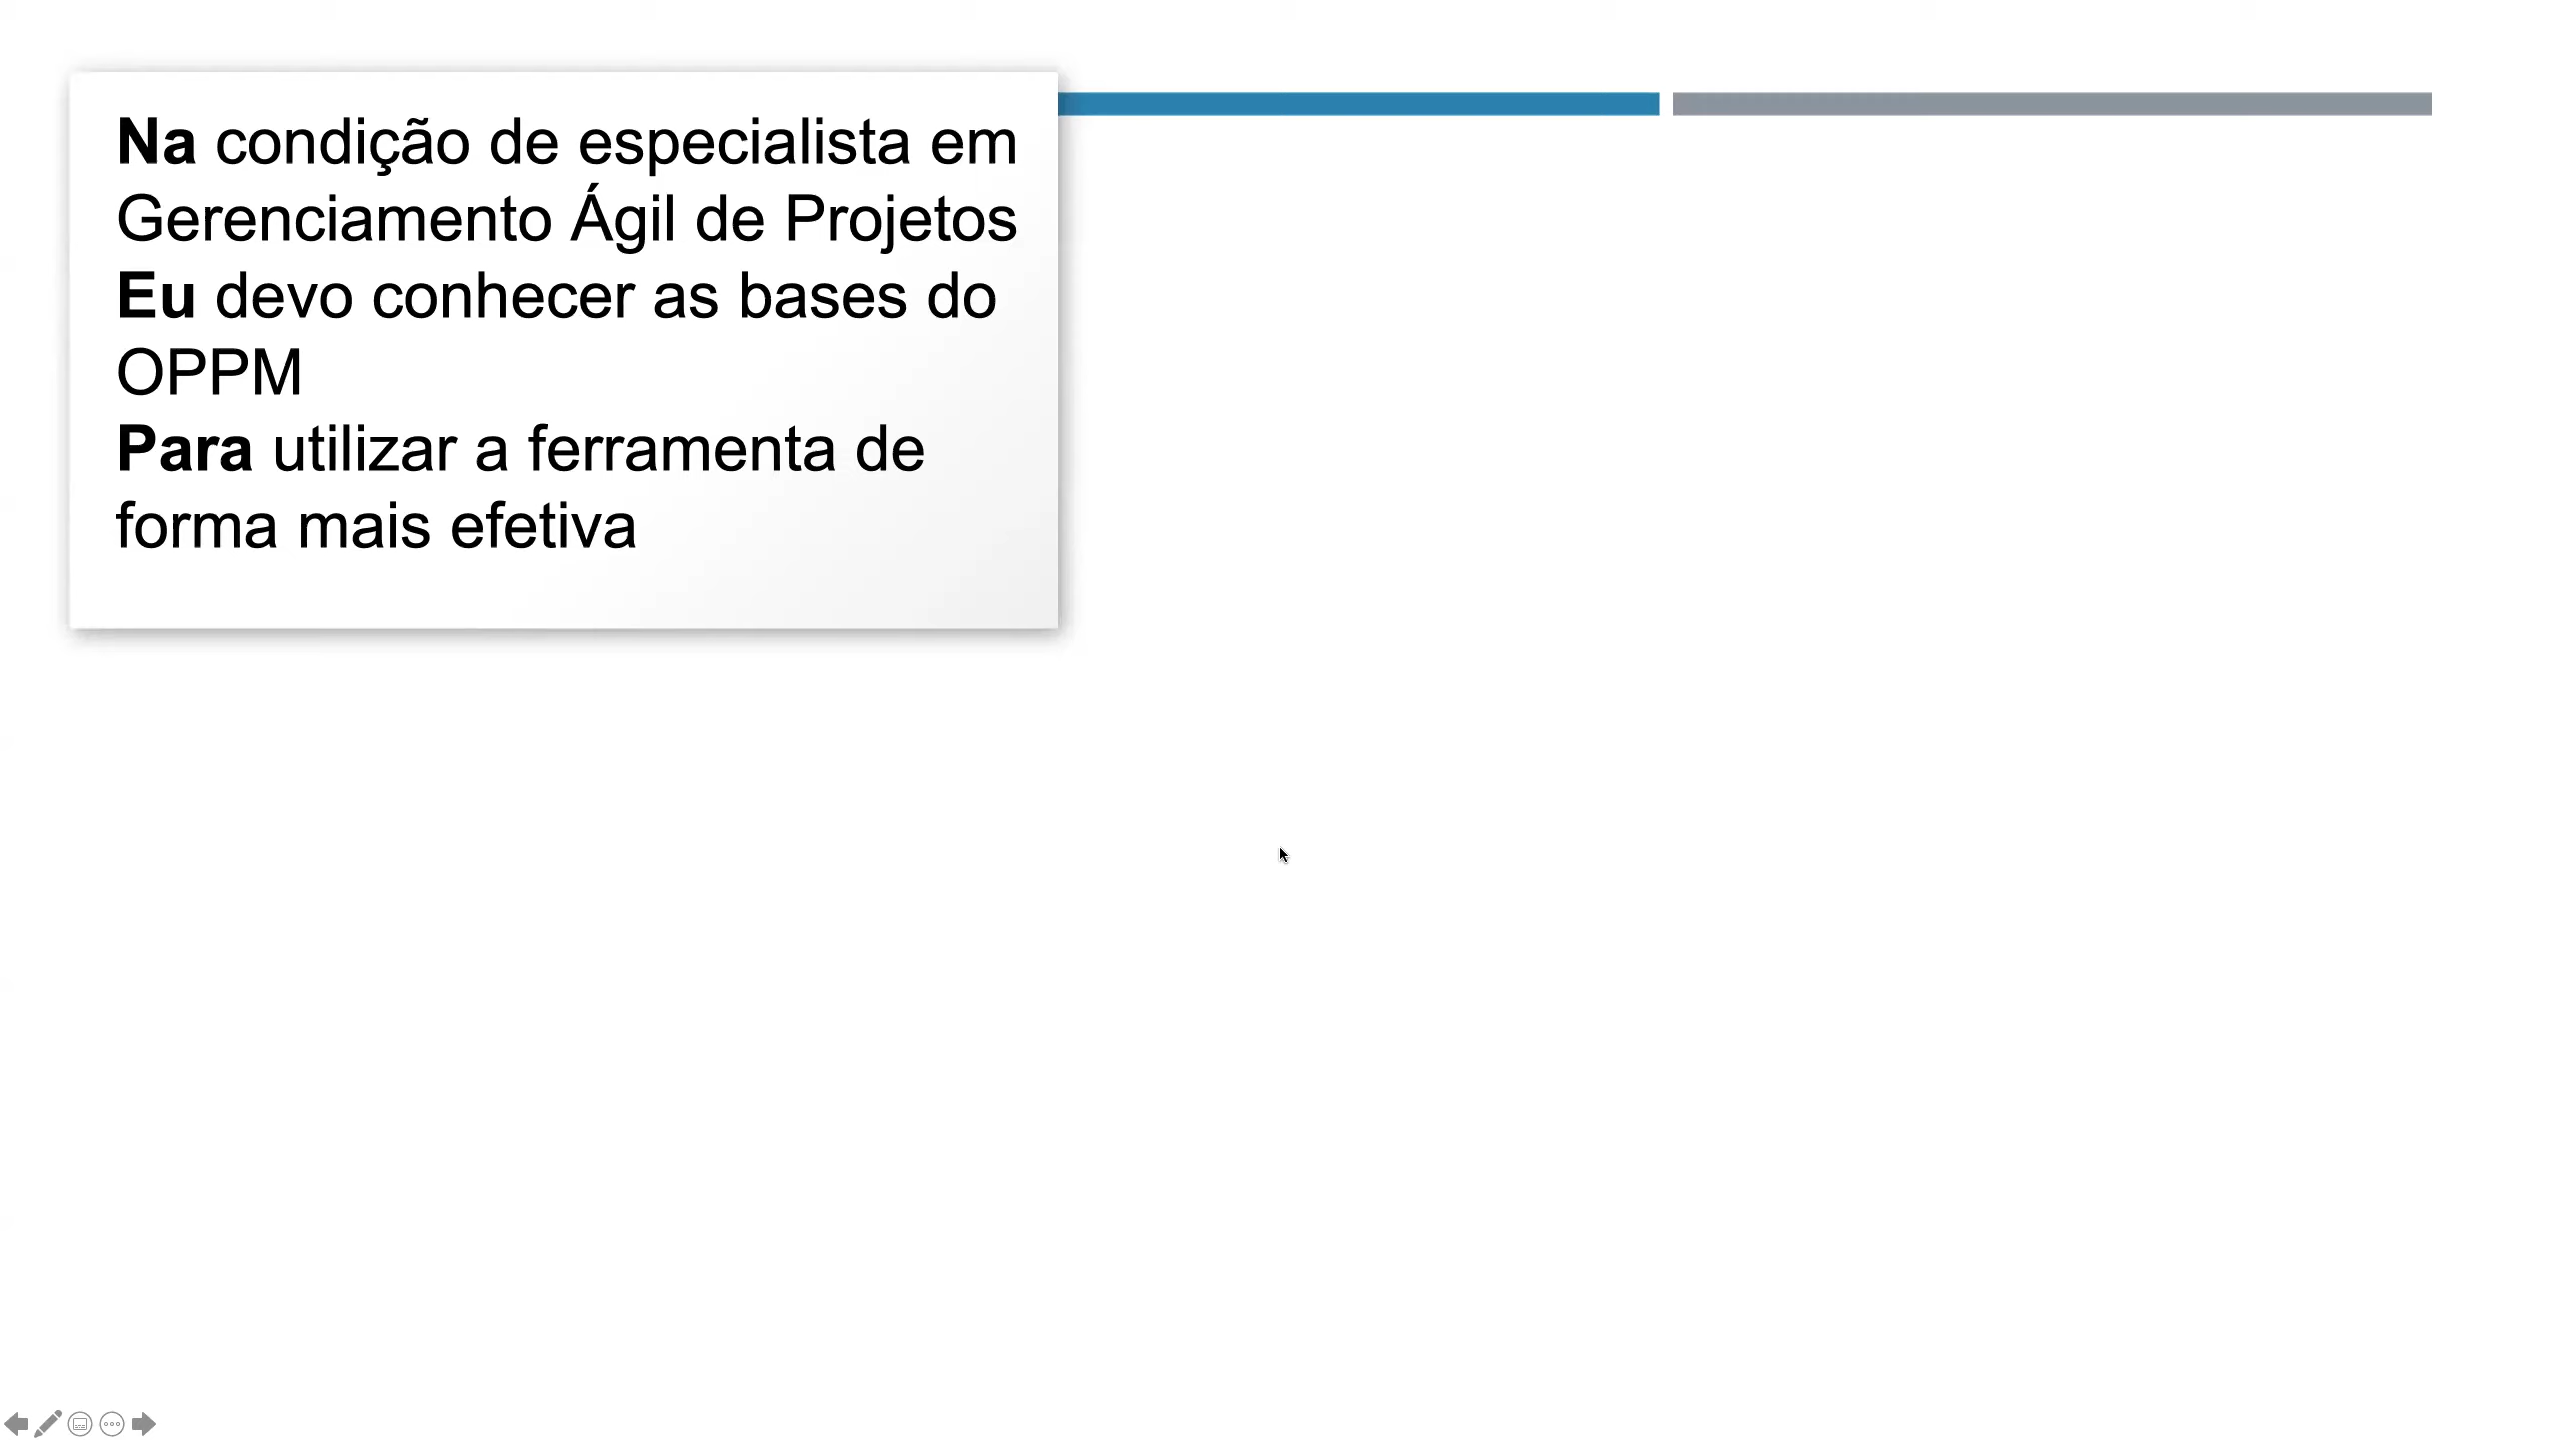 Na condição de especialista em
Gerenciamento Ágil de Projetos
Eu devo conhecer as bases do
OPPM
Para utilizar a ferramenta de
forma mais efetiva